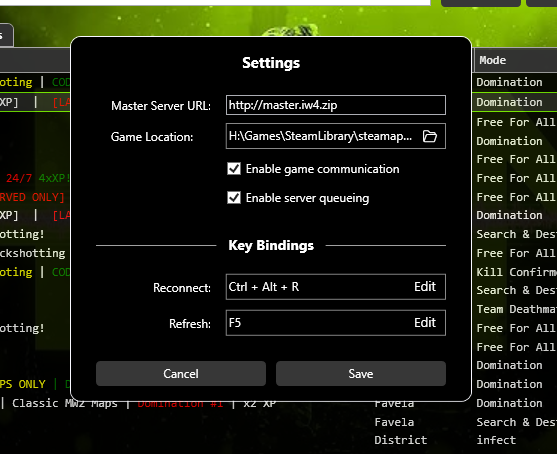 s
Mode
Settings
oting | COD
Domination
XP] | [LA
Master Server URL: http://master.iw4.zip
Domination
Free For All
Game Location: H:\Games\SteamLibrary\steamap...
Domination
Enable game communication
Free For All
24/7 4xXP!
Free For All
RVED ONLY]
Enable server queueing
Free For All
XP] | [LA
Domination
otting!
Search & Dest
ckshotting
Key Bindings
Free For All
oting | COD
Kill Confirme
Reconnect: Ctrl + Alt + R Edit
Search & Dest
Team Deathmat
otting!
Refresh: F5 Edit
Free For All
Free For All
Domination
Cancel Save
PS ONLY | D
Domination
| Classic MW2 Maps | Domination #1 | x2 XP
Favela
Domination
Favela
Search & Dest
District
infect